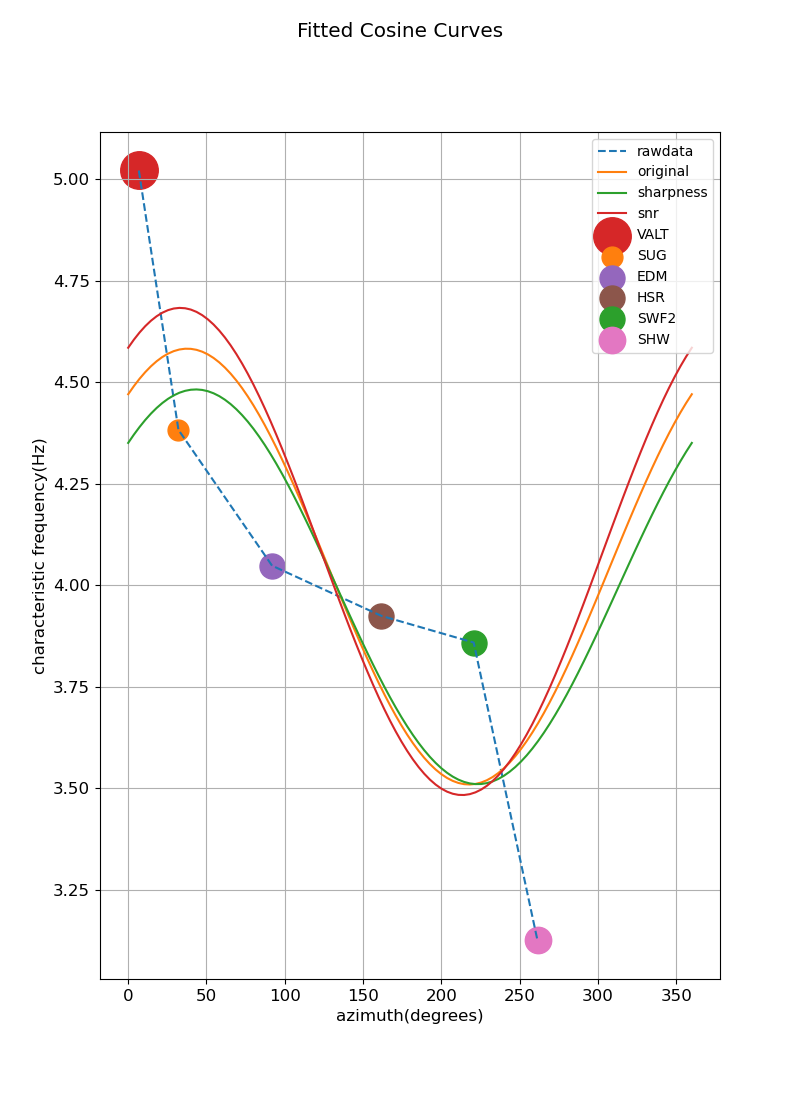 Fitted Cosine Curves
rawdata
original
sharpness
snr
VALT
SUG
EDM
HSR
SWF2
SHW
characteristic frequency(Hz)
5.00
4.75
4.50
4.25
4.00
3.75
3.50
3.25
0 50 100 150 200 250 300 350
azimuth(degrees)